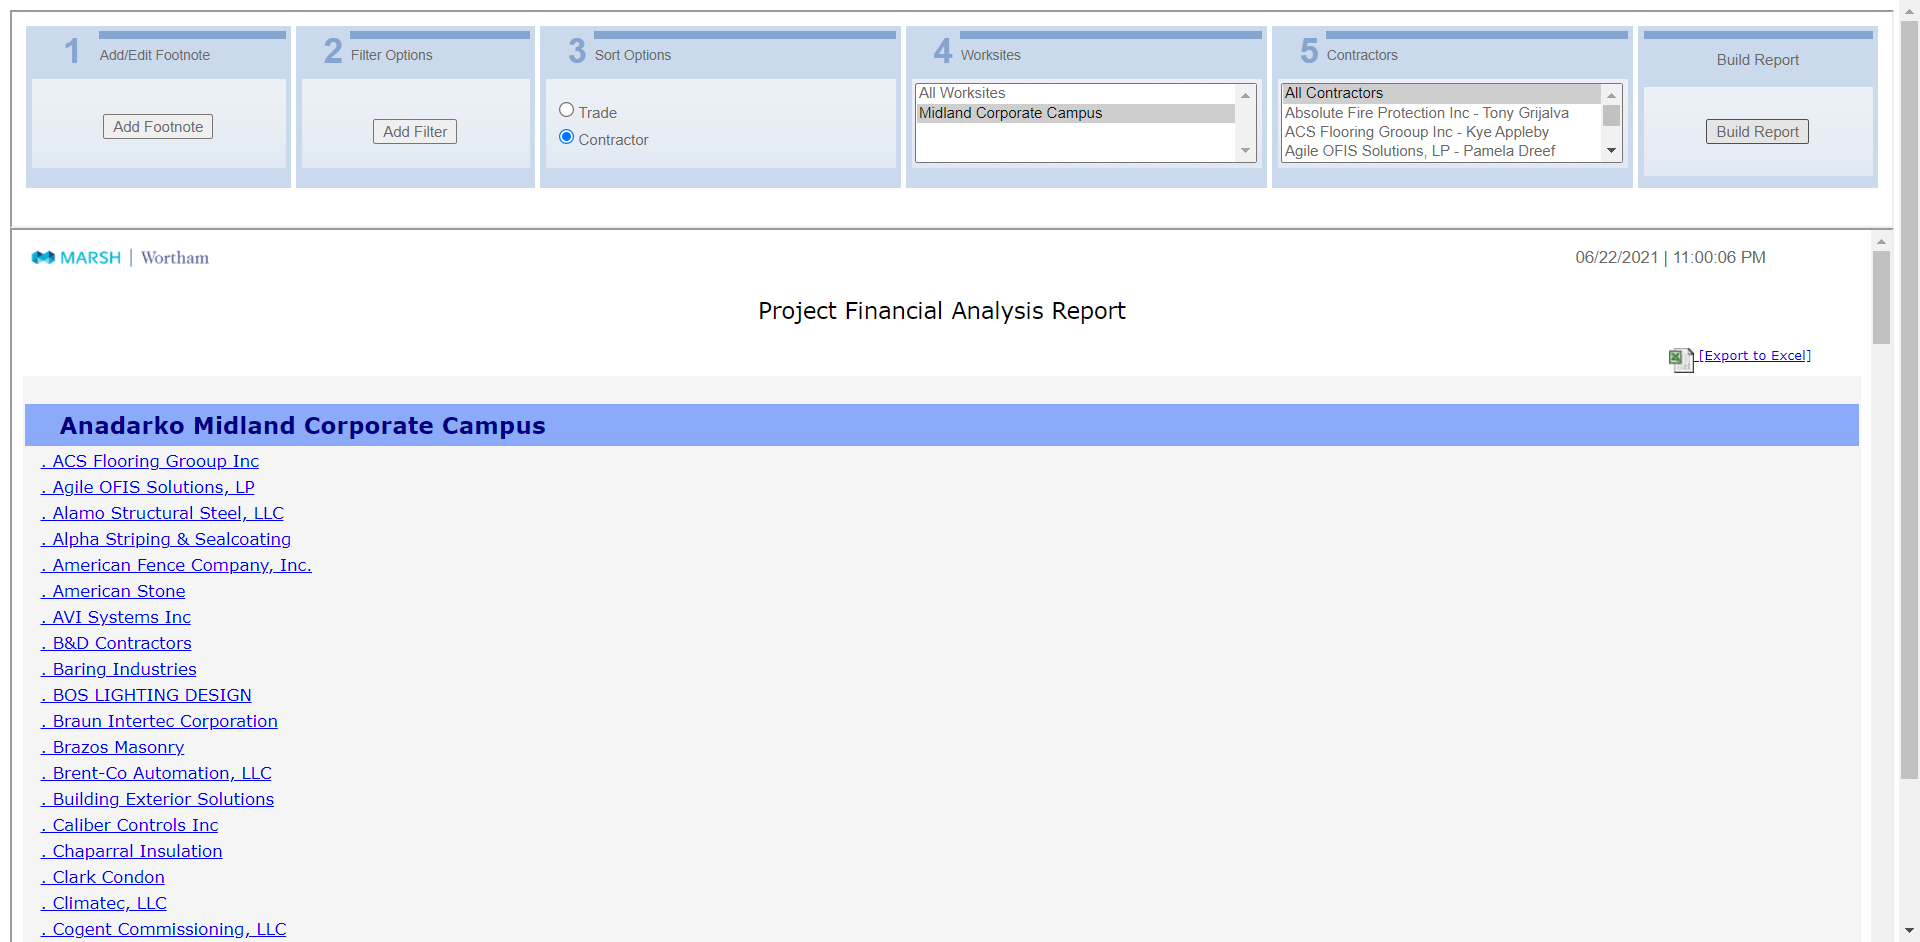 1 Add/Edit Footnote
Add Footnote
2 Filter Options
Add Filter
3 Sort Options
Trade
Contractor
4 Worksites
All Worksites
Midland Corporate Campus
5 Contractors
All Contractors
Absolute Fire Protection Inc - Tony Grijalva
ACS Flooring Grooup Inc - Kye Appleby
Agile OFIS Solutions, LP - Pamela Dreef
Build Report
Build Report
MARSH | Wortham
06/22/2021 | 11:00:06 PM
Project Financial Analysis Report
[Export to Excel]
Anadarko Midland Corporate Campus
. ACS Flooring Grooup Inc
. Agile OFIS Solutions, LP
. Alamo Structural Steel, LLC
. Alpha Striping & Sealcoating
. American Fence Company, Inc.
. American Stone
. AVI Systems Inc
. B&D Contractors
. Baring Industries
. BOS LIGHTING DESIGN
. Braun Intertec Corporation
. Brazos Masonry
. Brent-Co Automation, LLC
. Building Exterior Solutions
. Caliber Controls Inc
. Chaparral Insulation
. Clark Condon
. Climatec, LLC
. Cogent Commissioning, LLC